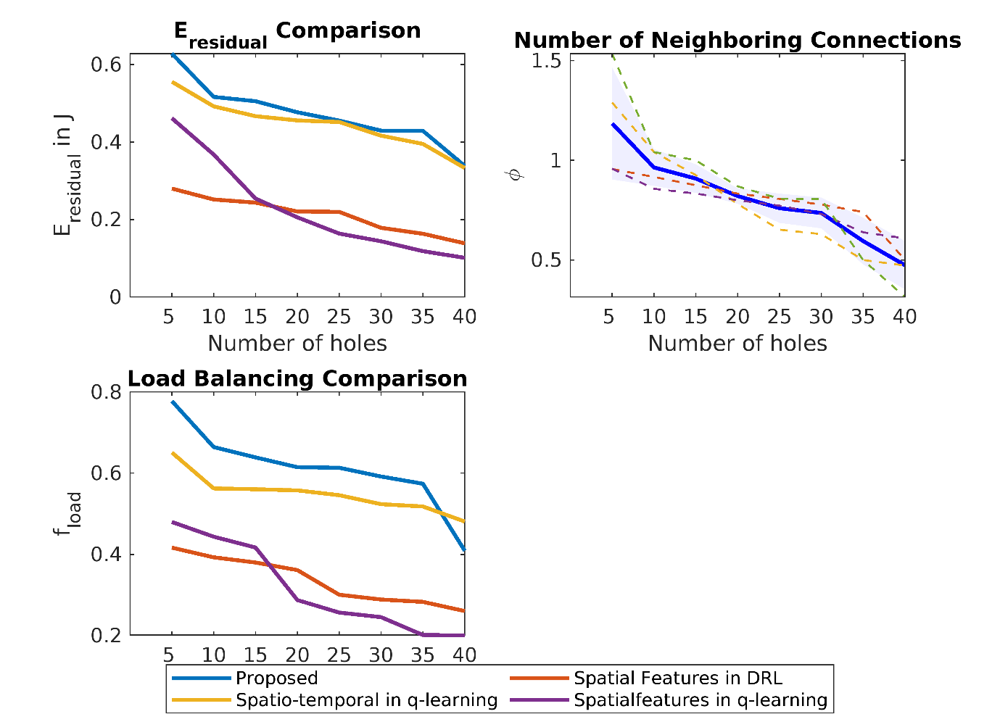 E_residual Comparison
0.6
0.4
0.2
0
E_residual in J
5 10 15 20 25 30 35 40
Number of holes
Number of Neighboring Connections
1.5
1
0.5
ϕ
5 10 15 20 25 30 35 40
Number of holes
Load Balancing Comparison
0.8
0.6
0.4
0.2
f_load
5 10 15 20 25 30 35 40
Proposed
Spatial Features in DRL
Spatio-temporal in q-learning
Spatialfeatures in q-learning